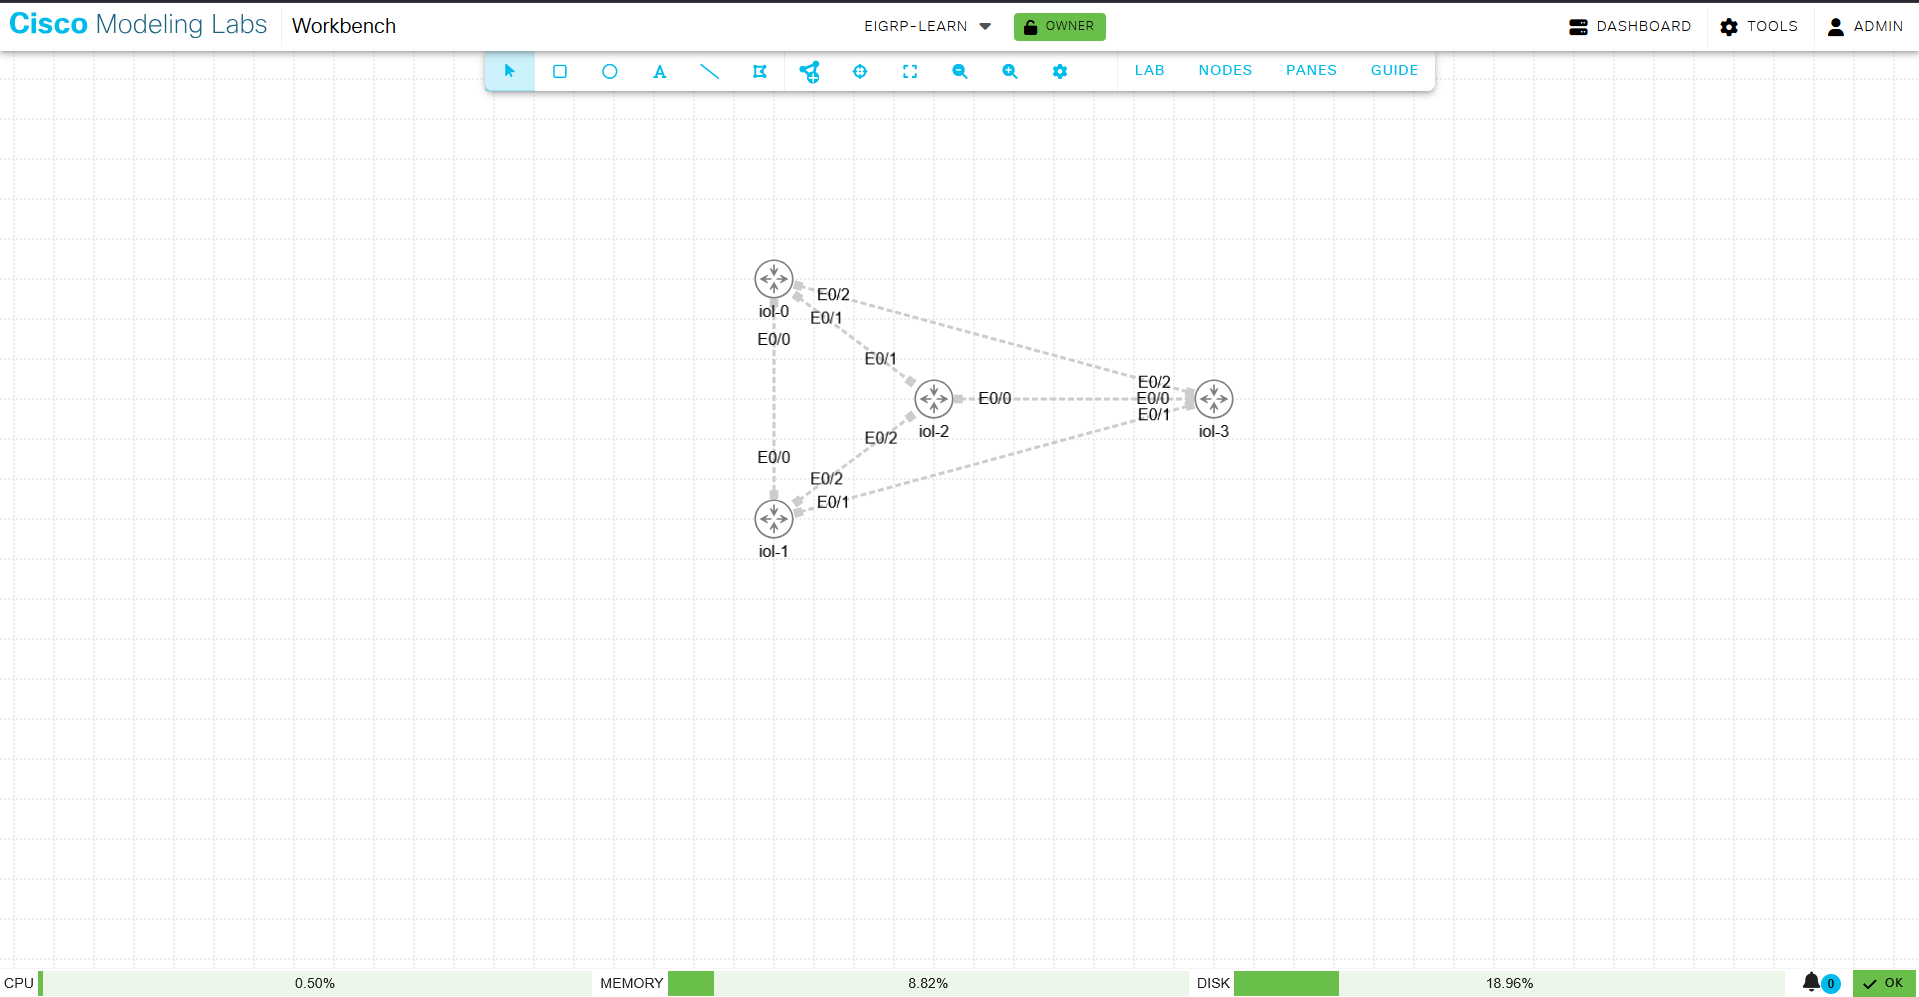 Cisco Modeling Labs Workbench EIGRP-LEARN OWNER DASHBOARD TOOLS ADMIN
A LAB NODES PANES GUIDE
E0/2
iol-0
E0/1
E0/0
E0/1
E0/2
E0/0 E0/0
E0/1
iol-2 iol-3
E0/2
E0/0
E0/2
E0/1
iol-1
CPU 0.50% MEMORY 8.82% DISK 18.96% 0 OK